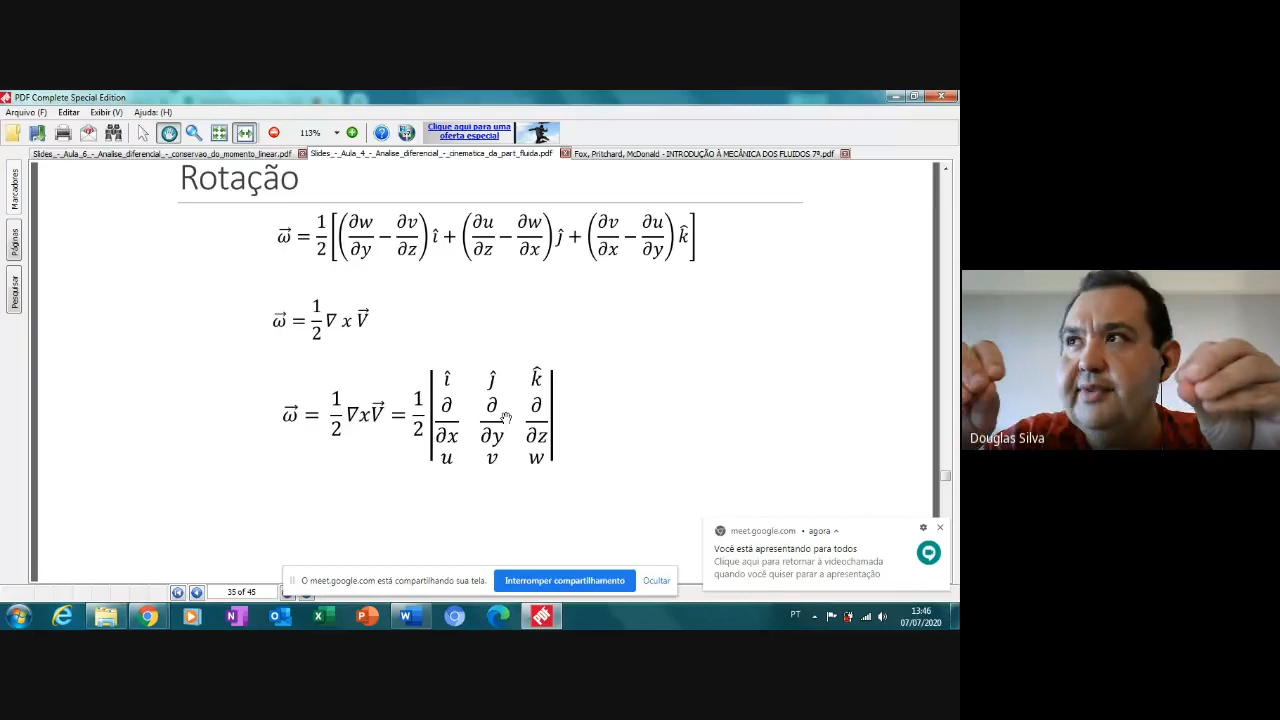 PDF Complete Special Edition
Arquivo (F) Editar Exibir (V) Ajuda: (H)
113% Clique aqui para uma
oferta especial
Slides_-_Aula_6_-_Analise_diferencial_-_conservao_do_momento_linear.pdf Slides_-_Aula_4_-_Analise_diferencial_-_cinematica_da_part_fluida.pdf Fox, Pritchard, McDonald - INTRODUÇÃO À MECÂNICA DOS FLUIDOS 7ª.pdf
Marcadores
Páginas
Pesquisar
Rotação
ω⃗ = 1/2 [(∂w/∂y − ∂v/∂z) î + (∂u/∂z − ∂w/∂x) ĵ + (∂v/∂x − ∂u/∂y) k̂]
ω⃗ = 1/2 ∇ x V⃗
ω⃗ = 1/2 ∇xV⃗ = 1/2 | î ĵ k̂
∂/∂x ∂/∂y ∂/∂z
u v w |
Douglas Silva
meet.google.com • agora
Você está apresentando para todos
Clique aqui para retornar à videochamada
quando você quiser parar a apresentação
O meet.google.com está compartilhando sua tela. Interromper compartilhamento Ocultar
35 of 45
PT 13:46
07/07/2020